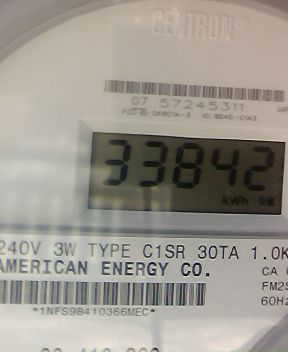 CENTRON
07 57245311
33842
kWh
240V 3W TYPE C1SR 30TA 1.0K
AMERICAN ENERGY CO.
CA
FM2S
60Hz
*1NFS98410366MEC*